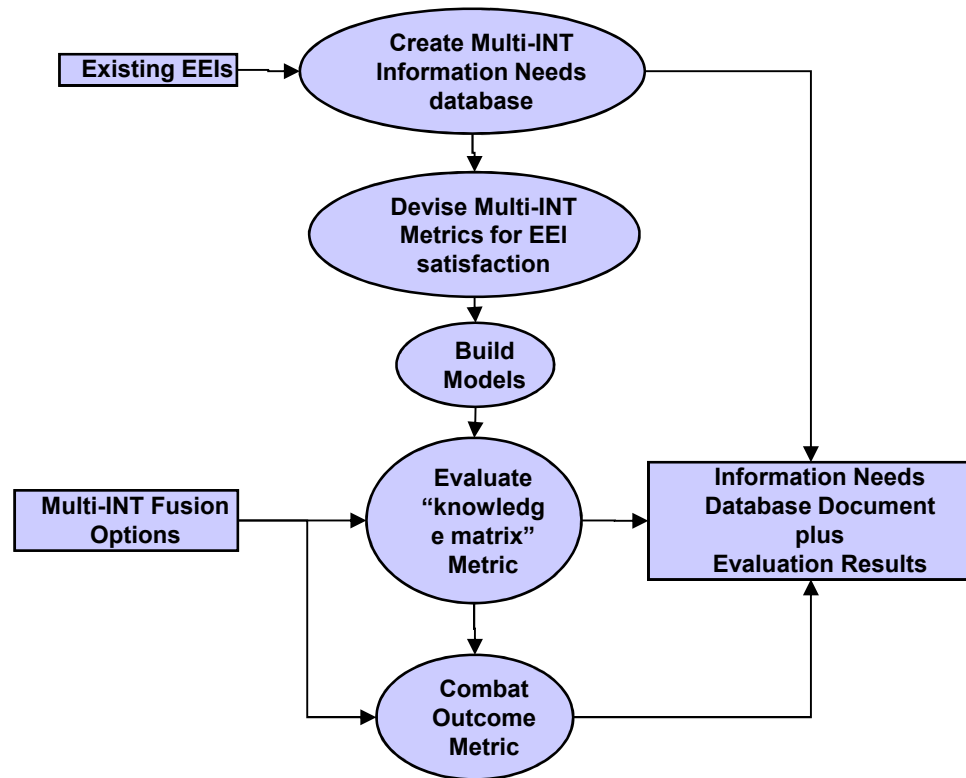 Existing EEIs
Create Multi-INT
Information Needs
database
Devise Multi-INT
Metrics for EEI
satisfaction
Build
Models
Multi-INT Fusion
Options
Evaluate
“knowledg
e matrix”
Metric
Information Needs
Database Document
plus
Evaluation Results
Combat
Outcome
Metric